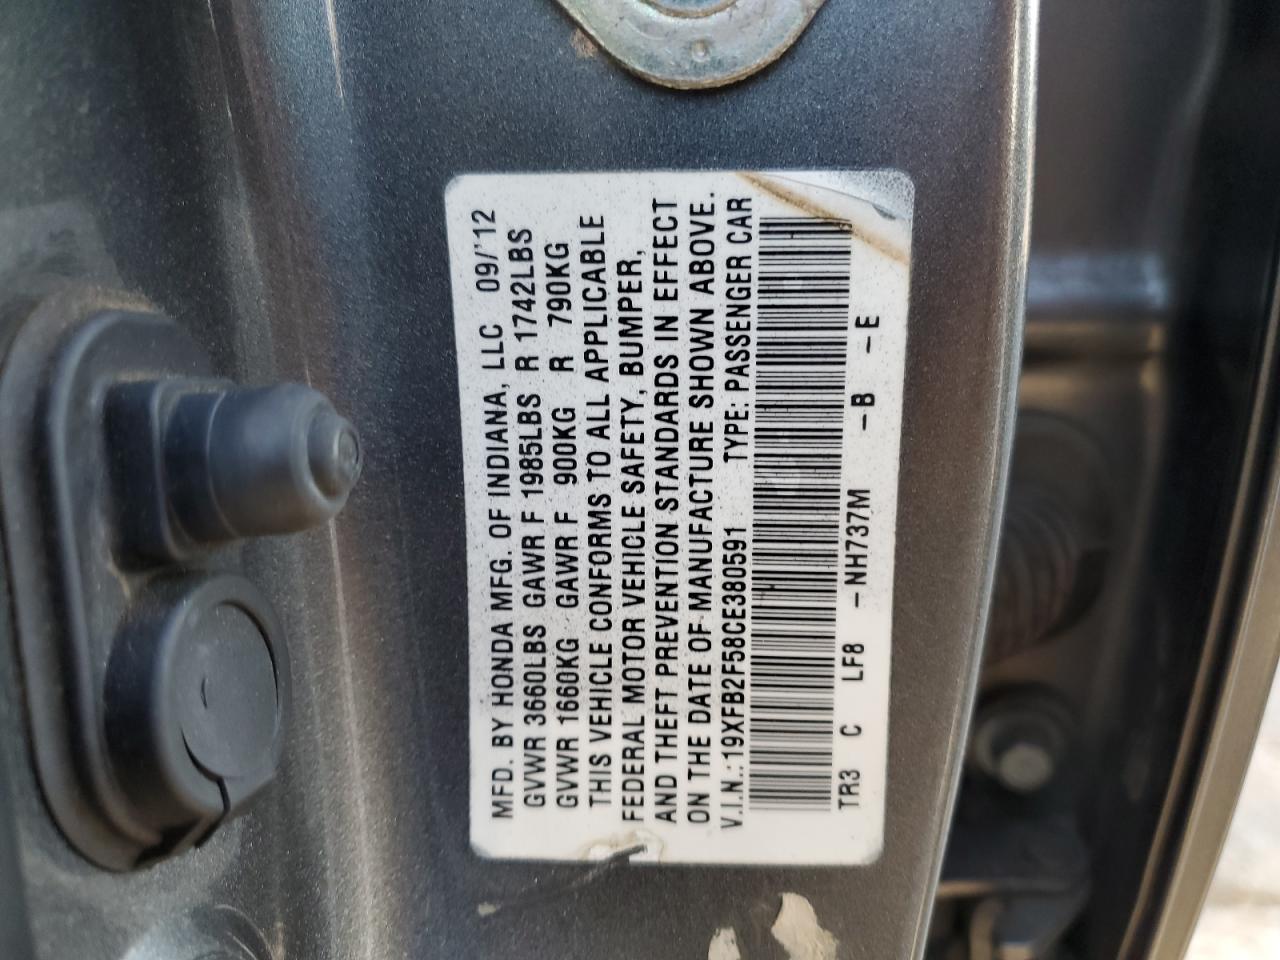 MFD. BY HONDA MFG. OF INDIANA, LLC 09/'12
GVWR 3660LBS GAWR F 1985LBS R 1742LBS
GVWR 1660KG GAWR F 900KG R 790KG
THIS VEHICLE CONFORMS TO ALL APPLICABLE
FEDERAL MOTOR VEHICLE SAFETY, BUMPER,
AND THEFT PREVENTION STANDARDS IN EFFECT
ON THE DATE OF MANUFACTURE SHOWN ABOVE.
V.I.N.:19XFB2F58CE380591 TYPE: PASSENGER CAR
TR3 C LF8 -NH737M -B -E